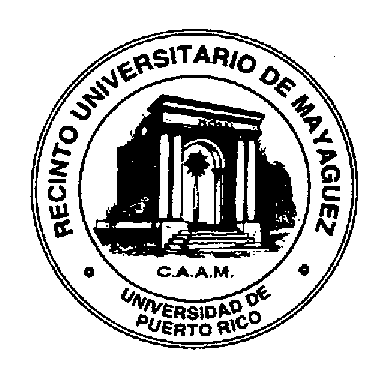 RECINTO UNIVERSITARIO DE MAYAGUEZ
C.A.A.M.
UNIVERSIDAD DE
PUERTO RICO